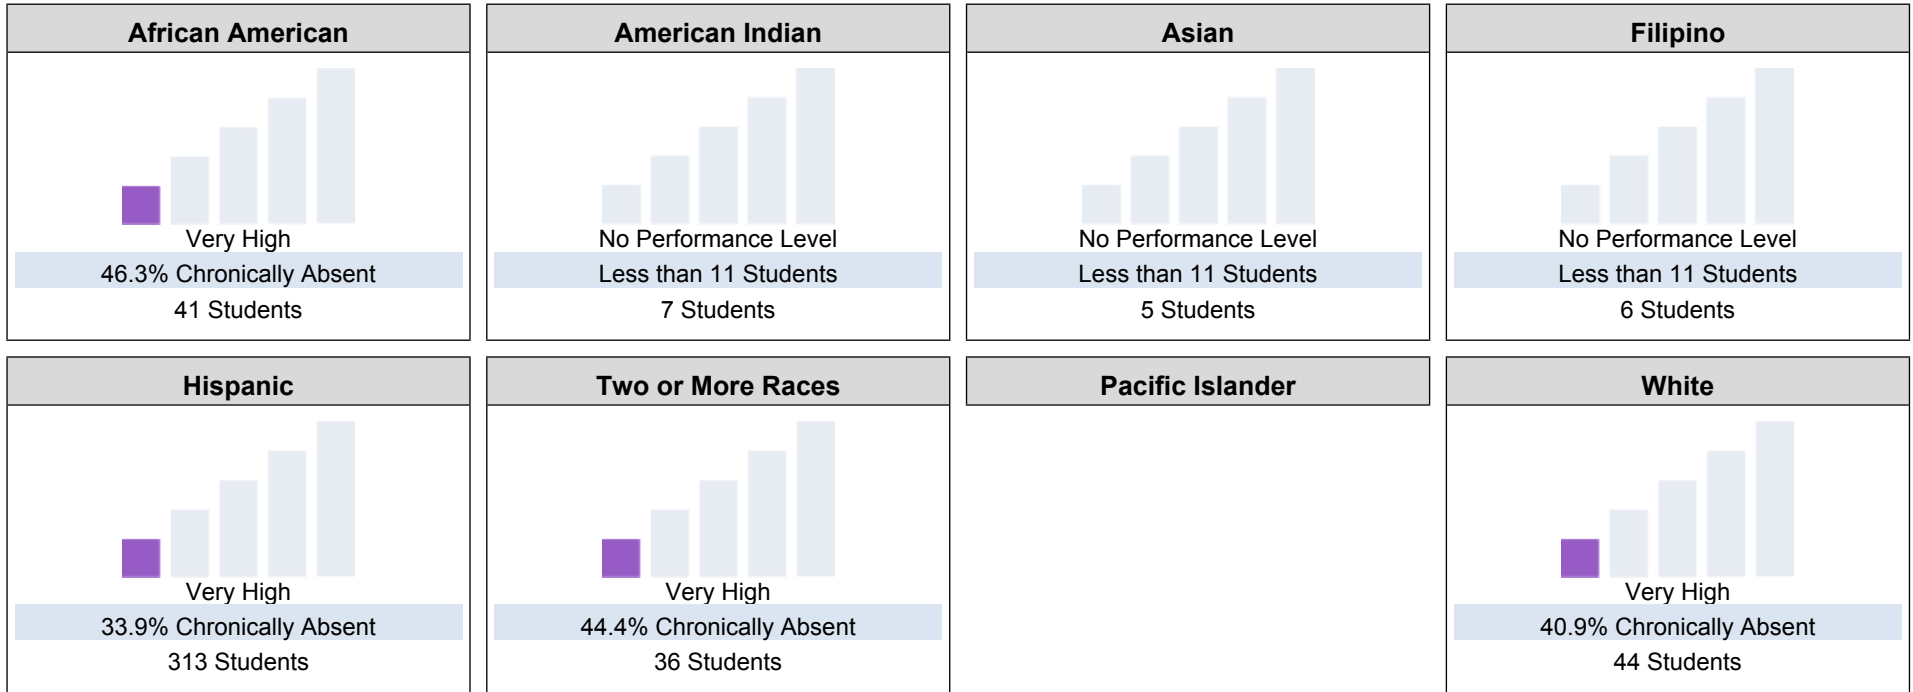 African American
Very High
46.3% Chronically Absent
41 Students
American Indian
No Performance Level
Less than 11 Students
7 Students
Asian
No Performance Level
Less than 11 Students
5 Students
Filipino
No Performance Level
Less than 11 Students
6 Students
Hispanic
Very High
33.9% Chronically Absent
313 Students
Two or More Races
Very High
44.4% Chronically Absent
36 Students
Pacific Islander
White
Very High
40.9% Chronically Absent
44 Students